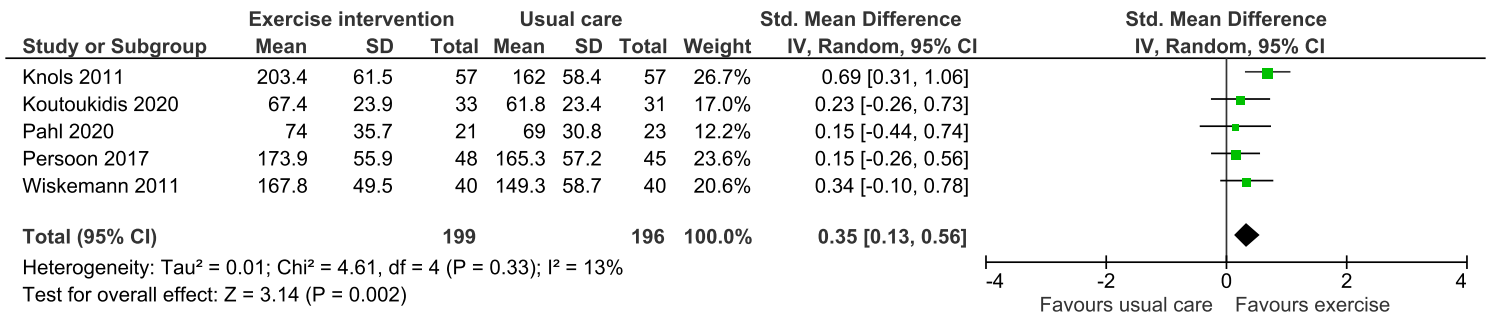 Exercise intervention Usual care Std. Mean Difference Std. Mean Difference
Study or Subgroup Mean SD Total Mean SD Total Weight IV, Random, 95% CI IV, Random, 95% CI
Knols 2011 203.4 61.5 57 162 58.4 57 26.7% 0.69 [0.31, 1.06]
Koutoukidis 2020 67.4 23.9 33 61.8 23.4 31 17.0% 0.23 [-0.26, 0.73]
Pahl 2020 74 35.7 21 69 30.8 23 12.2% 0.15 [-0.44, 0.74]
Persoon 2017 173.9 55.9 48 165.3 57.2 45 23.6% 0.15 [-0.26, 0.56]
Wiskemann 2011 167.8 49.5 40 149.3 58.7 40 20.6% 0.34 [-0.10, 0.78]
Total (95% CI) 199 196 100.0% 0.35 [0.13, 0.56]
Heterogeneity: Tau² = 0.01; Chi² = 4.61, df = 4 (P = 0.33); I² = 13%
Test for overall effect: Z = 3.14 (P = 0.002)
-4 -2 0 2 4
Favours usual care Favours exercise